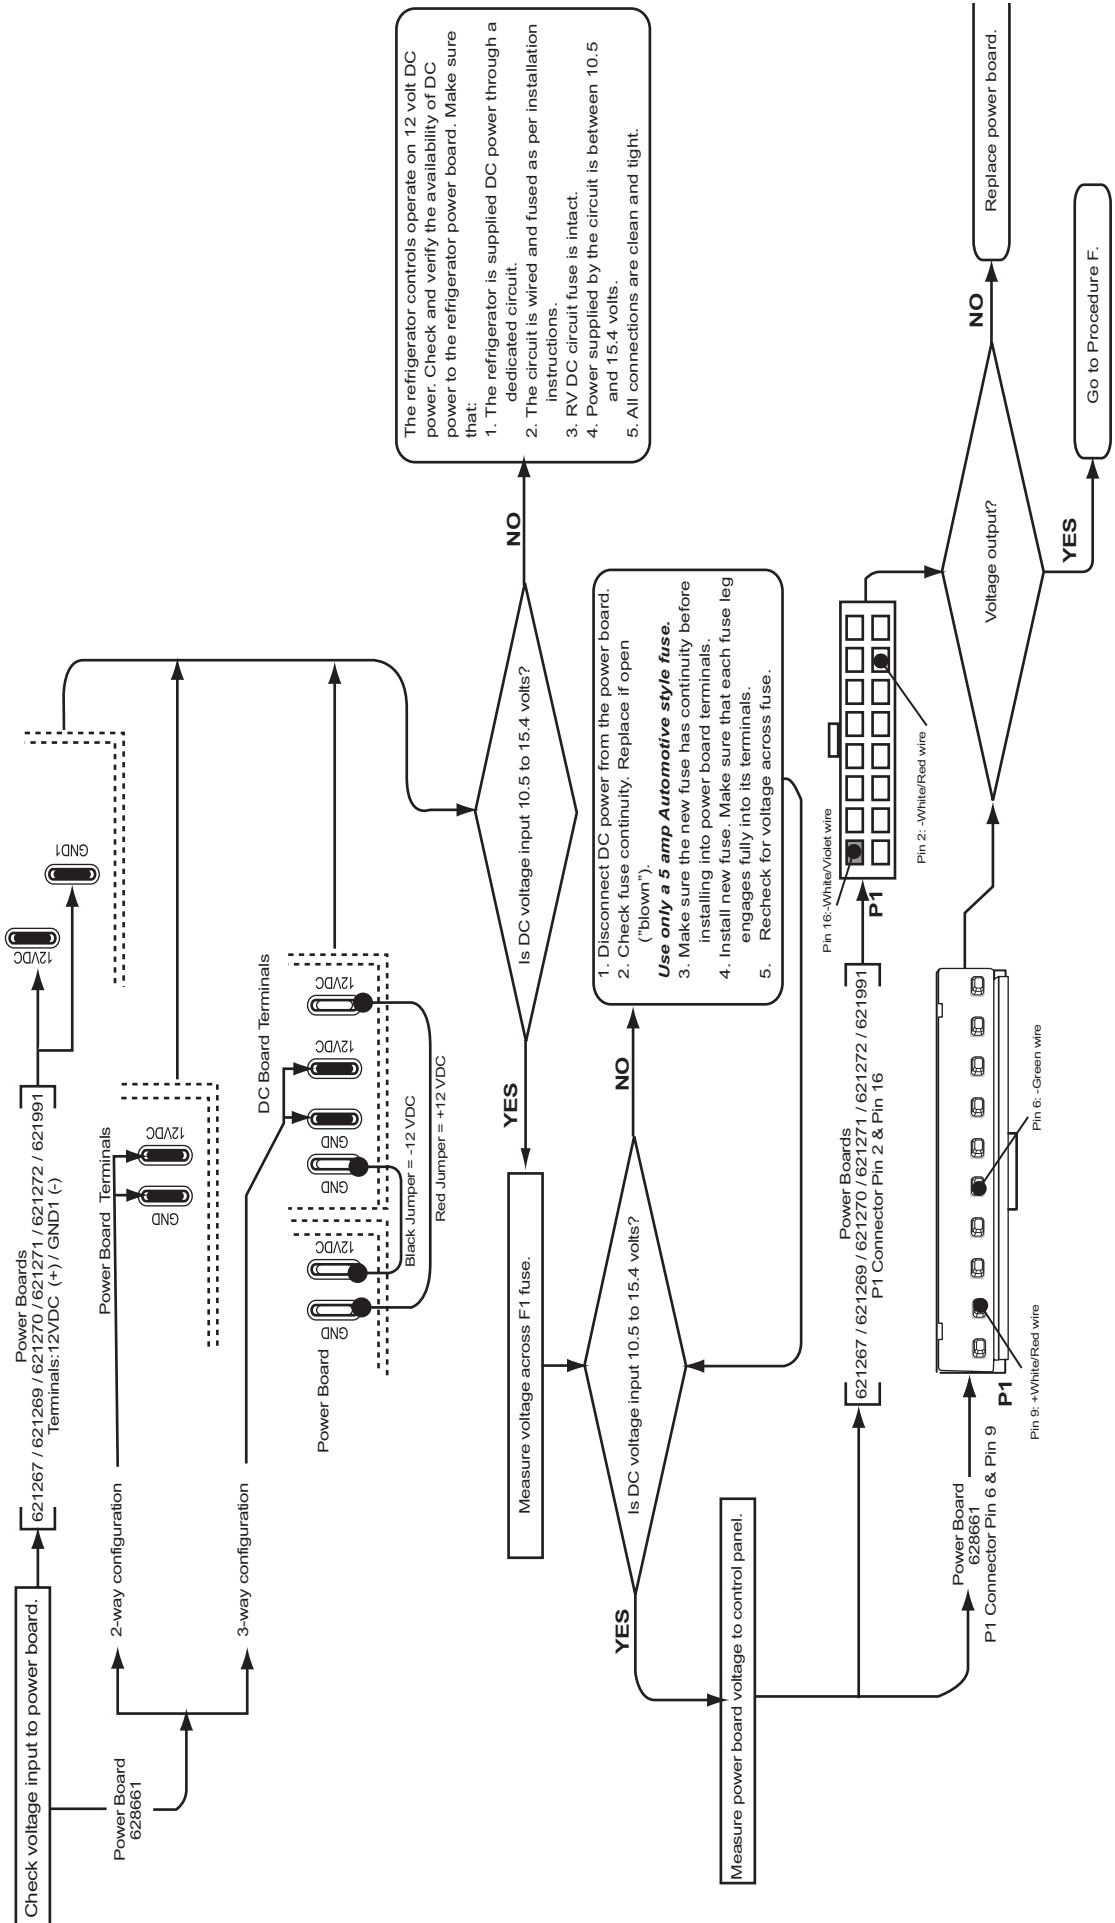 Check voltage input to power board.
Power Boards
621267 / 621269 / 621270 / 621271 / 621272 / 621991
Terminals:12VDC (+) / GND1 (-)
12VDC
GND1
Power Board
628661
2-way configuration
Power Board Terminals
GND
12VDC
3-way configuration
DC Board Terminals
Power Board
GND
12VDC
GND
GND
12VDC
12VDC
Black Jumper = -12 VDC
Red Jumper = +12 VDC
Is DC voltage input 10.5 to 15.4 volts?
NO
The refrigerator controls operate on 12 volt DC
power. Check and verify the availability of DC
power to the refrigerator power board. Make sure
that:
1. The refrigerator is supplied DC power through a
dedicated circuit.
2. The circuit is wired and fused as per installation
instructions.
3. RV DC circuit fuse is intact.
4. Power supplied by the circuit is between 10.5
and 15.4 volts.
5. All connections are clean and tight.
YES
Measure voltage across F1 fuse.
Is DC voltage input 10.5 to 15.4 volts?
NO
1. Disconnect DC power from the power board.
2. Check fuse continuity. Replace if open
("blown").
Use only a 5 amp Automotive style fuse.
3. Make sure the new fuse has continuity before
installing into power board terminals.
4. Install new fuse. Make sure that each fuse leg
engages fully into its terminals.
5. Recheck for voltage across fuse.
YES
Measure power board voltage to control panel.
Power Boards
621267 / 621269 / 621270 / 621271 / 621272 / 621991
P1 Connector Pin 2 & Pin 16
P1
Pin 16:-White/Violet wire
Pin 2: -White/Red wire
Power Board
628661
P1 Connector Pin 6 & Pin 9
P1
Pin 9: +White/Red wire
Pin 6: -Green wire
Voltage output?
NO
Replace power board.
YES
Go to Procedure F.